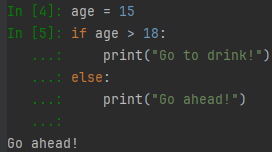 In [4]: age = 15
In [5]: if age > 18:
   ...:     print("Go to drink!")
   ...: else:
   ...:     print("Go ahead!")
   ...:
Go ahead!